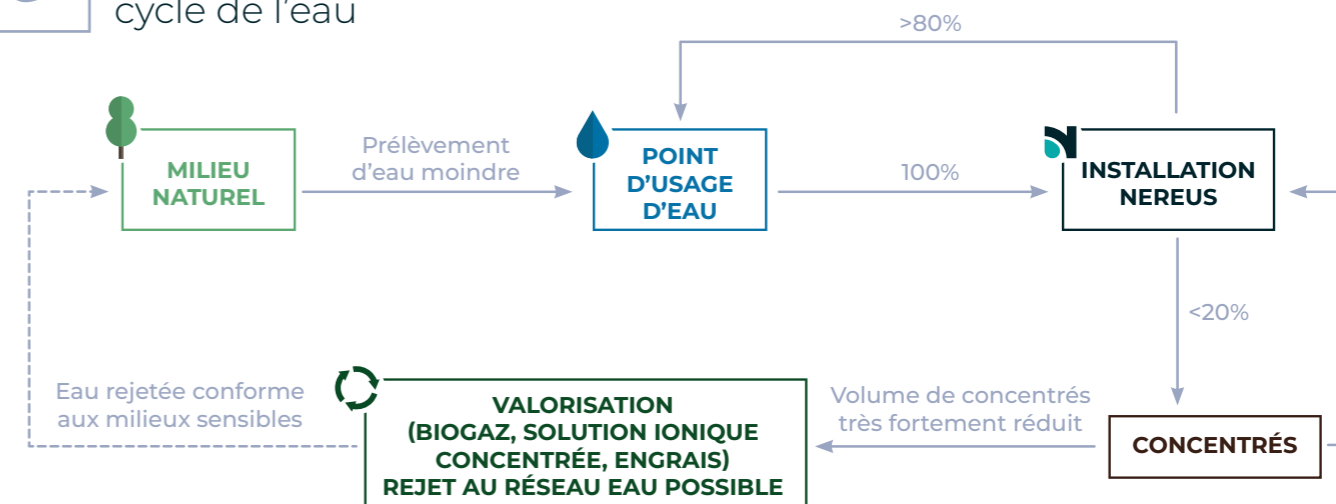 cycle de l'eau
>80%
MILIEU
NATUREL
Prélèvement
d'eau moindre
POINT
D'USAGE
D'EAU
100%
INSTALLATION
NEREUS
<20%
Eau rejetée conforme
aux milieux sensibles
VALORISATION
(BIOGAZ, SOLUTION IONIQUE
CONCENTRÉE, ENGRAIS)
REJET AU RÉSEAU EAU POSSIBLE
Volume de concentrés
très fortement réduit
CONCENTRÉS